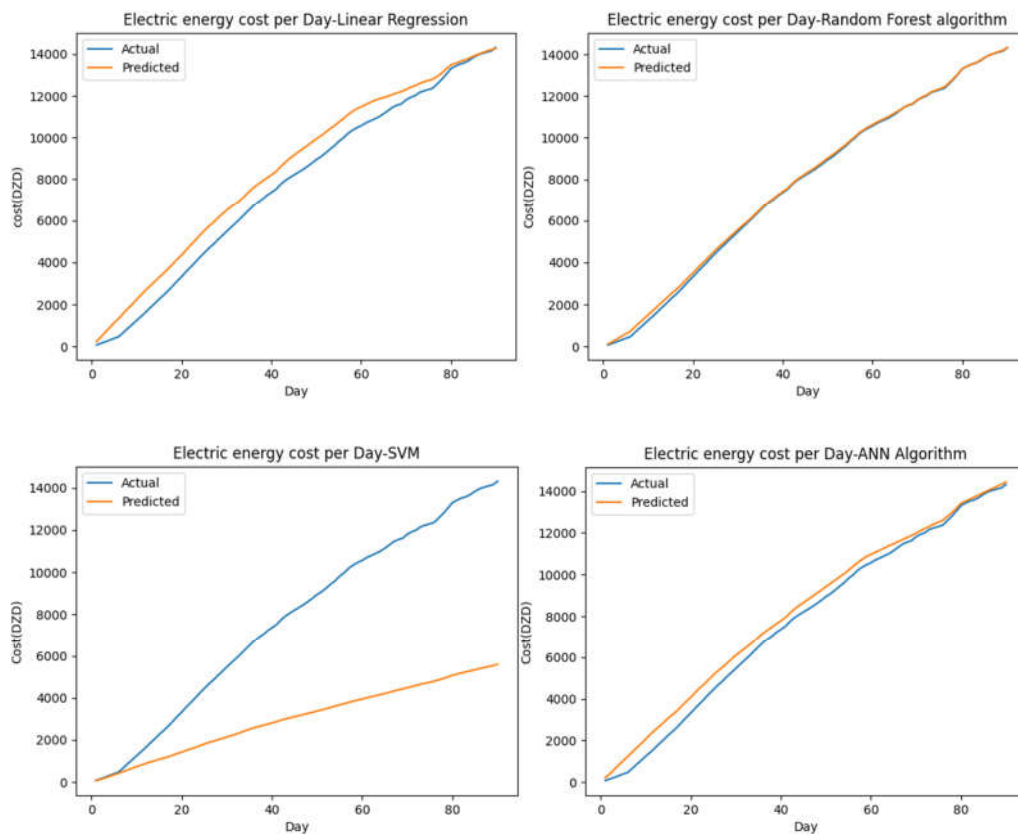 Electric energy cost per Day-Linear Regression
Actual
Predicted
14000
12000
10000
8000
6000
4000
2000
0
cost(DZD)
0 20 40 60 80
Day
Electric energy cost per Day-Random Forest algorithm
Actual
Predicted
14000
12000
10000
8000
6000
4000
2000
0
Cost(DZD)
0 20 40 60 80
Day
Electric energy cost per Day-SVM
Actual
Predicted
14000
12000
10000
8000
6000
4000
2000
0
Cost(DZD)
0 20 40 60 80
Day
Electric energy cost per Day-ANN Algorithm
Actual
Predicted
14000
12000
10000
8000
6000
4000
2000
0
Cost(DZD)
0 20 40 60 80
Day